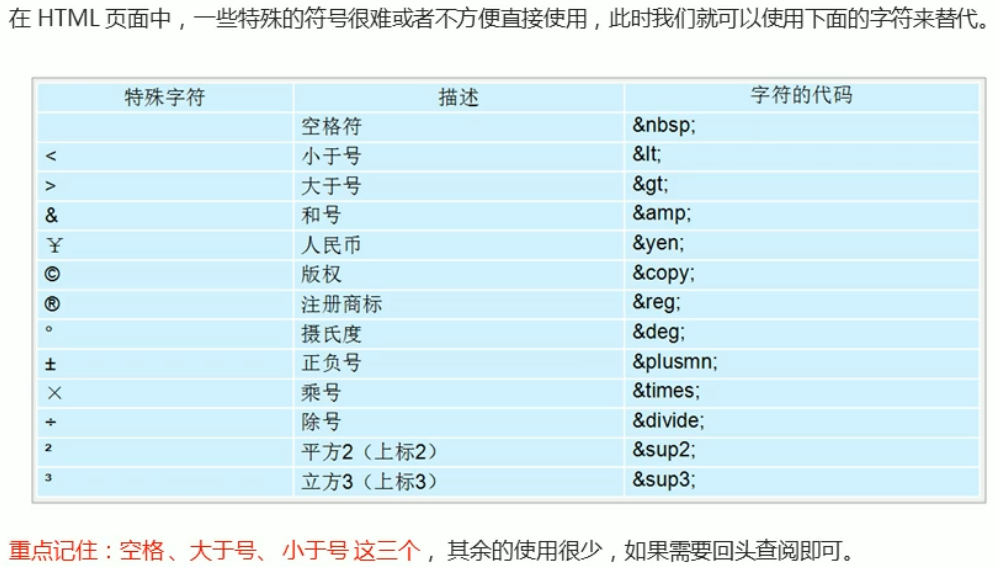 在 HTML 页面中，一些特殊的符号很难或者不方便直接使用，此时我们就可以使用下面的字符来替代。
特殊字符 描述 字符的代码
空格符 &nbsp;
< 小于号 &lt;
> 大于号 &gt;
& 和号 &amp;
￥ 人民币 &yen;
© 版权 &copy;
® 注册商标 &reg;
° 摄氏度 &deg;
± 正负号 &plusmn;
× 乘号 &times;
÷ 除号 &divide;
² 平方2（上标2） &sup2;
³ 立方3（上标3） &sup3;
重点记住：空格 、大于号、 小于号 这三个 ， 其余的使用很少，如果需要回头查阅即可。